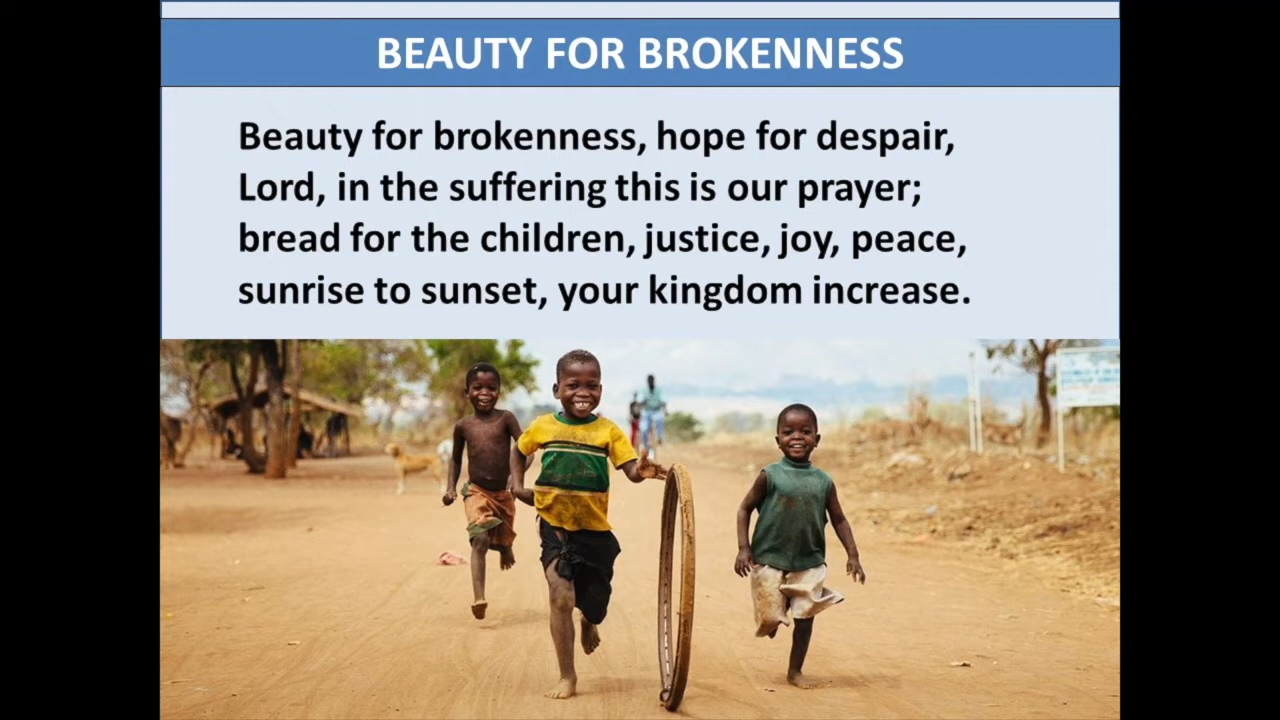 BEAUTY FOR BROKENNESS
Beauty for brokenness, hope for despair,
Lord, in the suffering this is our prayer;
bread for the children, justice, joy, peace,
sunrise to sunset, your kingdom increase.